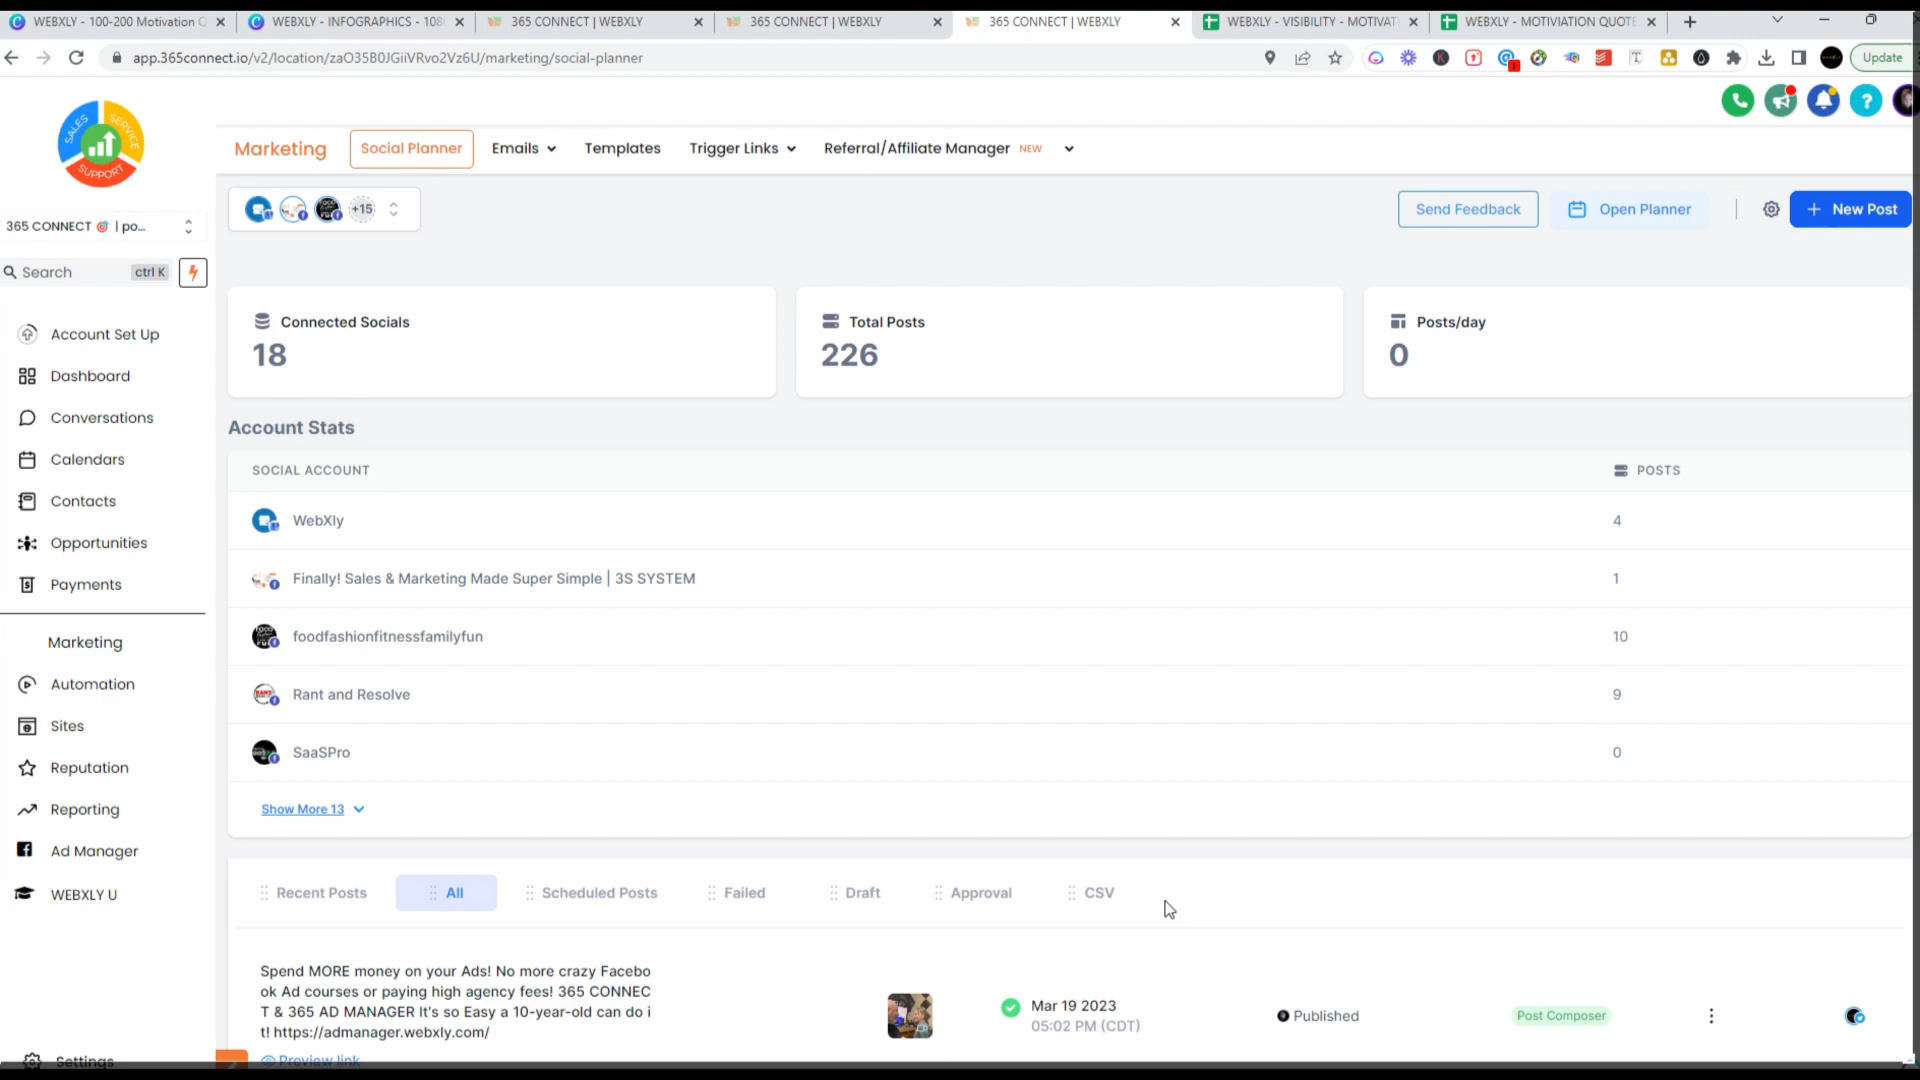 WEBXLY - 100-200 Motivation Q
WEBXLY - INFOGRAPHICS - 108
365 CONNECT | WEBXLY
365 CONNECT | WEBXLY
365 CONNECT | WEBXLY
WEBXLY - VISIBILITY - MOTIVAT
WEBXLY - MOTIVIATION QUOTE
app.365connect.io/v2/location/zaO35B0JGiiVRvo2Vz6U/marketing/social-planner
Update
SALES
SERVICE
SUPPORT
Marketing
Social Planner
Emails
Templates
Trigger Links
Referral/Affiliate Manager NEW
+15
Send Feedback
Open Planner
+ New Post
365 CONNECT 🎯 | po...
Search
ctrl K
Account Set Up
Dashboard
Conversations
Calendars
Contacts
Opportunities
Payments
Marketing
Automation
Sites
Reputation
Reporting
Ad Manager
WEBXLY U
Settings
Connected Socials
18
Total Posts
226
Posts/day
0
Account Stats
SOCIAL ACCOUNT
POSTS
WebXly
4
Finally! Sales & Marketing Made Super Simple | 3S SYSTEM
1
foodfashionfitnessfamilyfun
10
Rant and Resolve
9
SaaSPro
0
Show More 13
Recent Posts
All
Scheduled Posts
Failed
Draft
Approval
CSV
Spend MORE money on your Ads! No more crazy Facebo
ok Ad courses or paying high agency fees! 365 CONNEC
T & 365 AD MANAGER It's so Easy a 10-year-old can do i
t! https://admanager.webxly.com/
Preview link
Mar 19 2023
05:02 PM (CDT)
Published
Post Composer